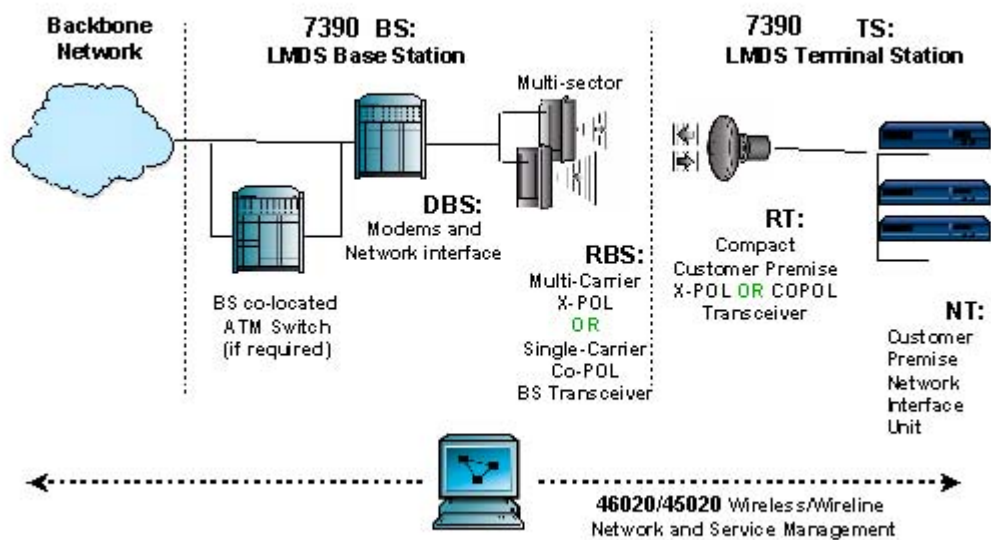 Backbone
Network
7390 BS:
LMDS Base Station
7390 TS:
LMDS Terminal Station
Multi-sector
DBS:
Modems and
Network interface
BS co-located
ATM Switch
(if required)
RBS:
Multi-Carrier
X-POL
OR
Single-Carrier
Co-POL
BS Transceiver
RT:
Compact
Customer Premise
X-POL OR COPOL
Transceiver
NT:
Customer
Premise
Network
Interface
Unit
46020/45020 Wireless/Wireline
Network and Service Management